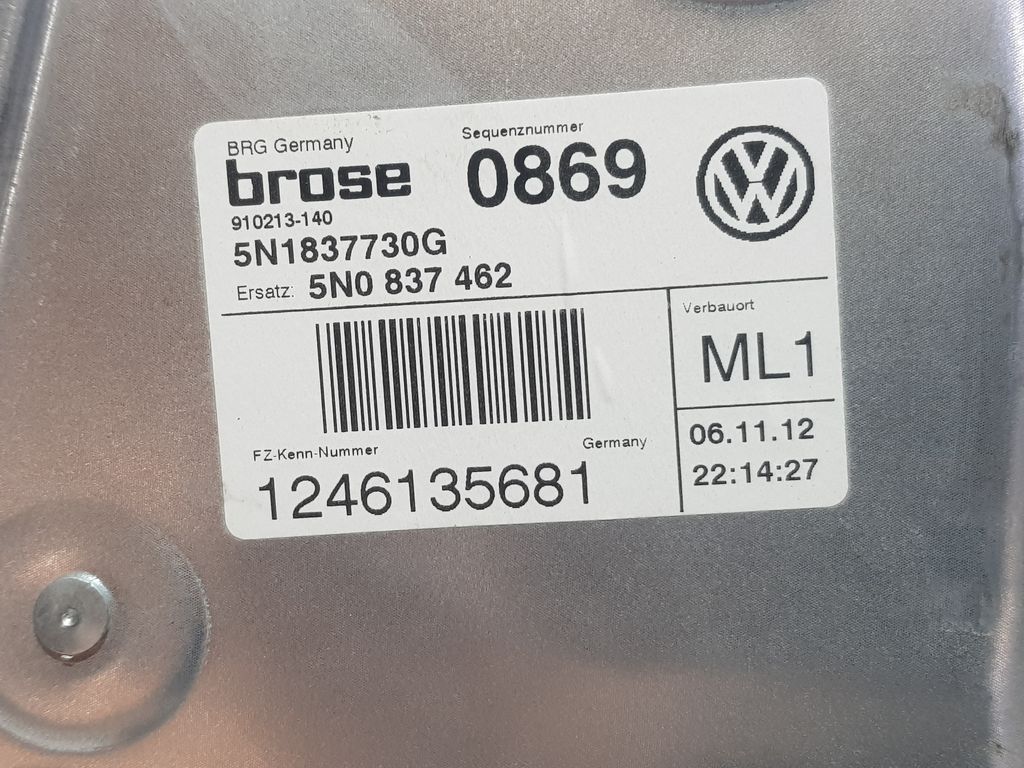 BRG Germany
brose
910213-140
5N1837730G
Ersatz: 5N0 837 462
Sequenznummer
0869
Verbauort
ML1
06.11.12
22:14:27
FZ-Kenn-Nummer
Germany
1246135681